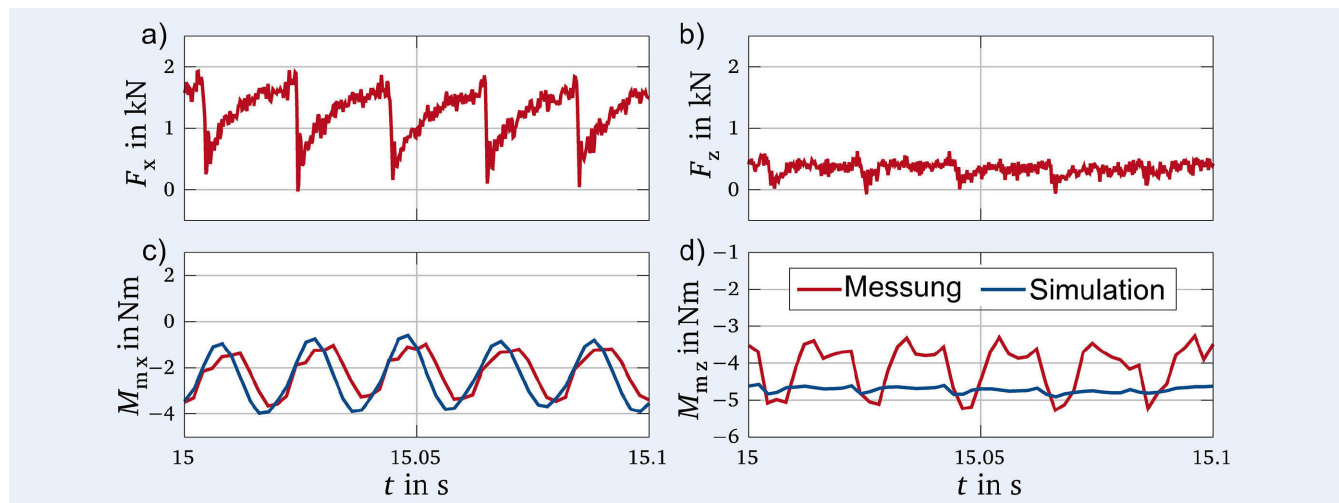 a)
2
1
0
F_x in kN
b)
2
1
0
F_z in kN
c)
2
0
−2
−4
M_mx in Nm
15
15.05
15.1
t in s
d)
−1
−2
−3
−4
−5
−6
M_mz in Nm
Messung
Simulation
15
15.05
15.1
t in s